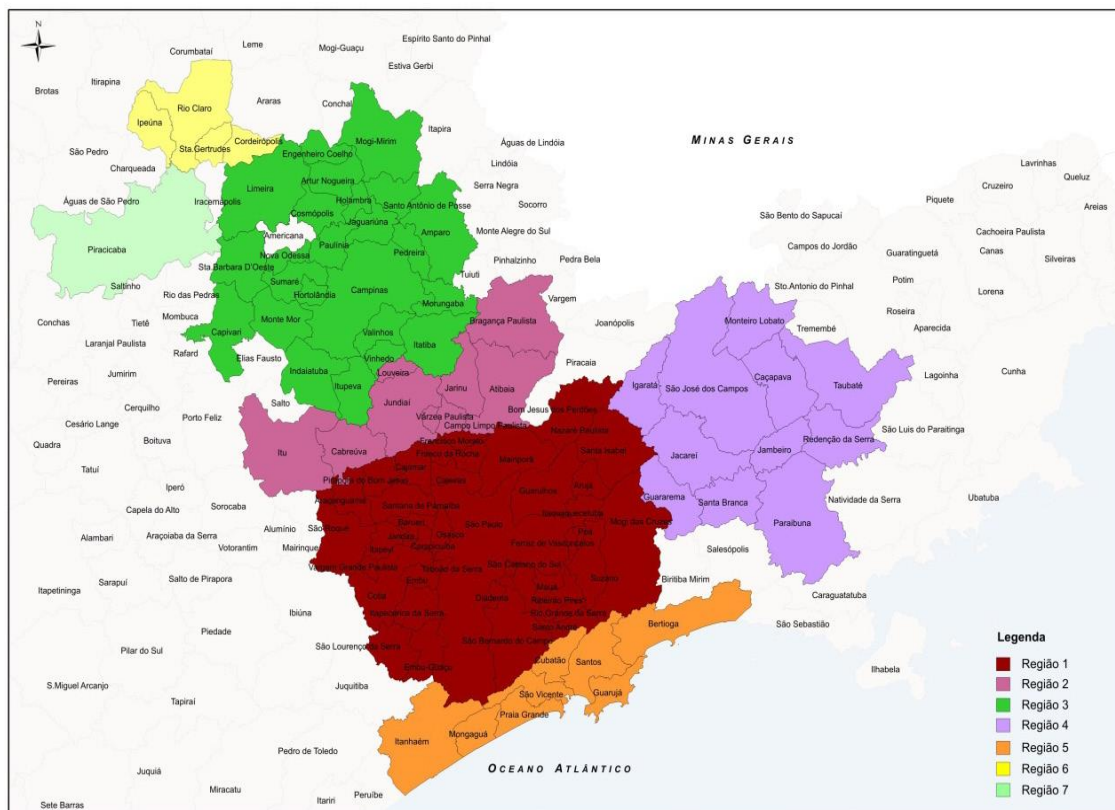 N
Espírito Santo do Pinhal
Leme
Mogi-Guaçu
Corumbataí
Estiva Gerbi
Itirapina
Brotas
Araras
Conchal
Rio Claro
Ipeúna
Itapira
Cordeirópolis
Mogi-Mirim
MINAS GERAIS
Águas de Lindóia
São Pedro
Sta.Gertrudes
Engenheiro Coelho
Lindóia
Lavrinhas
Charqueada
Artur Nogueira
Serra Negra
Cruzeiro
Queluz
Limeira
Águas de São Pedro
Iracemápolis
Holambra
Santo Antônio de Posse
Socorro
Piquete
Areias
Cosmópolis
Jaguariúna
São Bento do Sapucaí
Americana
Amparo
Monte Alegre do Sul
Cachoeira Paulista
Piracicaba
Paulínia
Campos do Jordão
Guaratinguetá
Canas
Nova Odessa
Pedreira
Pinhalzinho
Pedra Bela
Silveiras
Sta.Barbara D'Oeste
Tuiuti
Saltinho
Sumaré
Sto.Antonio do Pinhal
Potim
Rio das Pedras
Hortolândia
Campinas
Lorena
Morungaba
Vargem
Roseira
Mombuca
Monte Mor
Bragança Paulista
Joanópolis
Monteiro Lobato
Conchas
Tietê
Capivari
Valinhos
Tremembé
Aparecida
Laranjal Paulista
Rafard
Elias Fausto
Vinhedo
Itatiba
Piracaia
Cunha
Pereiras
Jumirim
Indaiatuba
Louveira
Caçapava
Lagoinha
Itupeva
Jarinu
Atibaia
Igaratá
São José dos Campos
Taubaté
Cerquilho
Salto
Jundiaí
Bom Jesus dos Perdões
Porto Feliz
Várzea Paulista
Cesário Lange
Campo Limpo Paulista
Nazaré Paulista
São Luis do Paraitinga
Quadra
Boituva
Francisco Morato
Redenção da Serra
Itu
Cabreúva
Franco da Rocha
Santa Isabel
Jambeiro
Tatuí
Cajamar
Mairiporã
Jacareí
Pirapora do Bom Jesus
Caieiras
Iperó
Guarulhos
Arujá
Guararema
Natividade da Serra
Ubatuba
Araçariguama
Santana de Parnaíba
Santa Branca
Capela do Alto
Sorocaba
Itaquaquecetuba
Paraibuna
Alumínio
São Roque
Barueri
São Paulo
Mogi das Cruzes
Araçoiaba da Serra
Jandira
Osasco
Poá
Alambari
Votorantim
Mairinque
Itapevi
Carapicuíba
Ferraz de Vasconcelos
Salesópolis
Vargem Grande Paulista
Taboão da Serra
São Caetano do Sul
Sarapuí
Salto de Pirapora
Embu
Suzano
Biritiba Mirim
Itapetininga
Cotia
Mauá
Caraguatatuba
Diadema
Ribeirão Pires
Ibiúna
Itapecerica da Serra
Rio Grande da Serra
Bertioga
São Sebastião
Piedade
Santo André
São Lourenço da Serra
São Bernardo do Campo
Legenda
Pilar do Sul
Embu-Guaçu
Cubatão
Santos
Ilhabela
Região 1
S.Miguel Arcanjo
Juquitiba
Região 2
Tapiraí
São Vicente
Guarujá
Região 3
Praia Grande
Região 4
Itanhaém
Mongaguá
Região 5
Pedro de Toledo
Região 6
OCEANO ATLÂNTICO
Juquiá
Região 7
Miracatu
Peruíbe
Itariri
Sete Barras